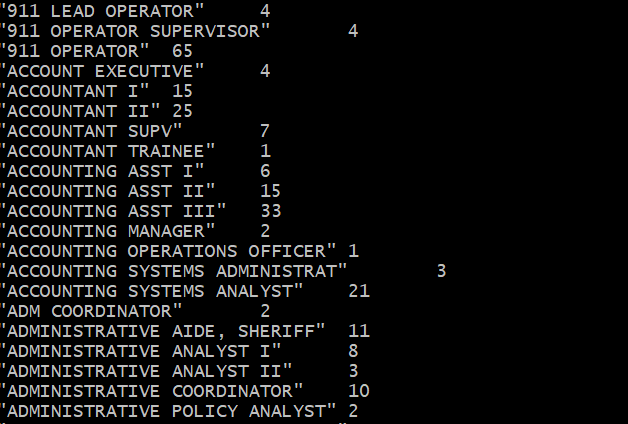 "911 LEAD OPERATOR" 4
"911 OPERATOR SUPERVISOR" 4
"911 OPERATOR" 65
"ACCOUNT EXECUTIVE" 4
"ACCOUNTANT I" 15
"ACCOUNTANT II" 25
"ACCOUNTANT SUPV" 7
"ACCOUNTANT TRAINEE" 1
"ACCOUNTING ASST I" 6
"ACCOUNTING ASST II" 15
"ACCOUNTING ASST III" 33
"ACCOUNTING MANAGER" 2
"ACCOUNTING OPERATIONS OFFICER" 1
"ACCOUNTING SYSTEMS ADMINISTRAT" 3
"ACCOUNTING SYSTEMS ANALYST" 21
"ADM COORDINATOR" 2
"ADMINISTRATIVE AIDE, SHERIFF" 11
"ADMINISTRATIVE ANALYST I" 8
"ADMINISTRATIVE ANALYST II" 3
"ADMINISTRATIVE COORDINATOR" 10
"ADMINISTRATIVE POLICY ANALYST" 2